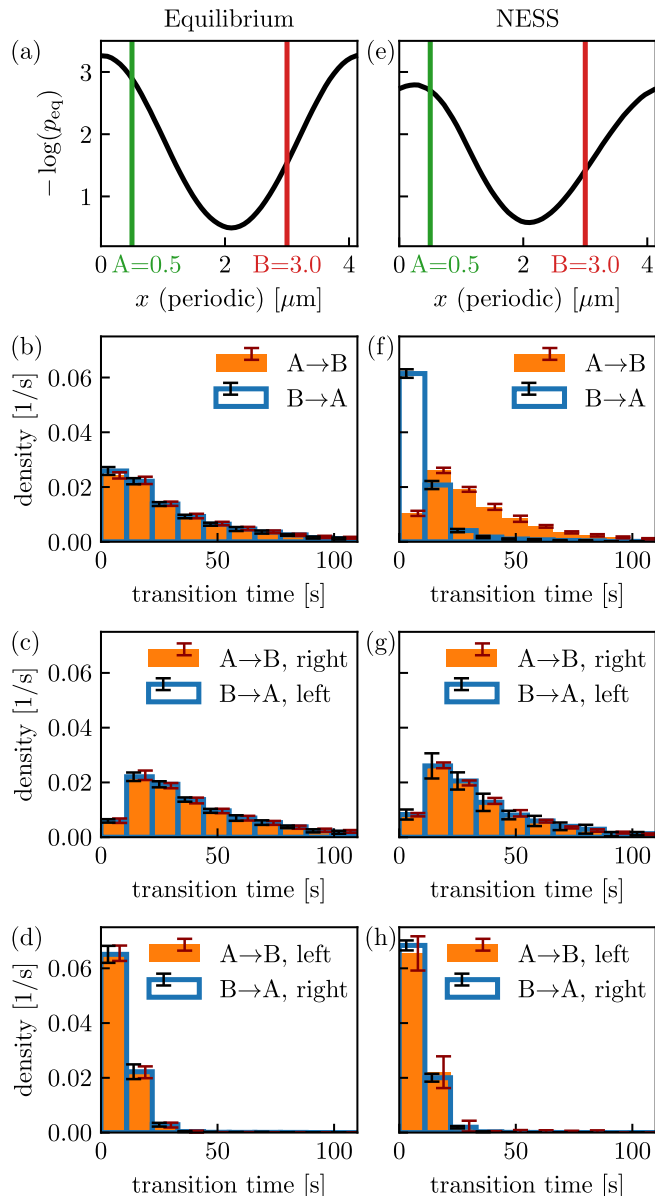 Equilibrium
NESS
(a)
(e)
3
2
1
− log(p_eq)
0 A=0.5 2 B=3.0 4
0 A=0.5 2 B=3.0 4
x (periodic) [μm]
x (periodic) [μm]
(b)
A→B
B→A
0.06
0.04
0.02
0.00
density [1/s]
0 50 100
transition time [s]
(f)
A→B
B→A
0 50 100
transition time [s]
(c)
A→B, right
B→A, left
0.06
0.04
0.02
0.00
density [1/s]
0 50 100
transition time [s]
(g)
A→B, right
B→A, left
0 50 100
transition time [s]
(d)
A→B, left
B→A, right
0.06
0.04
0.02
0.00
density [1/s]
0 50 100
transition time [s]
(h)
A→B, left
B→A, right
0 50 100
transition time [s]